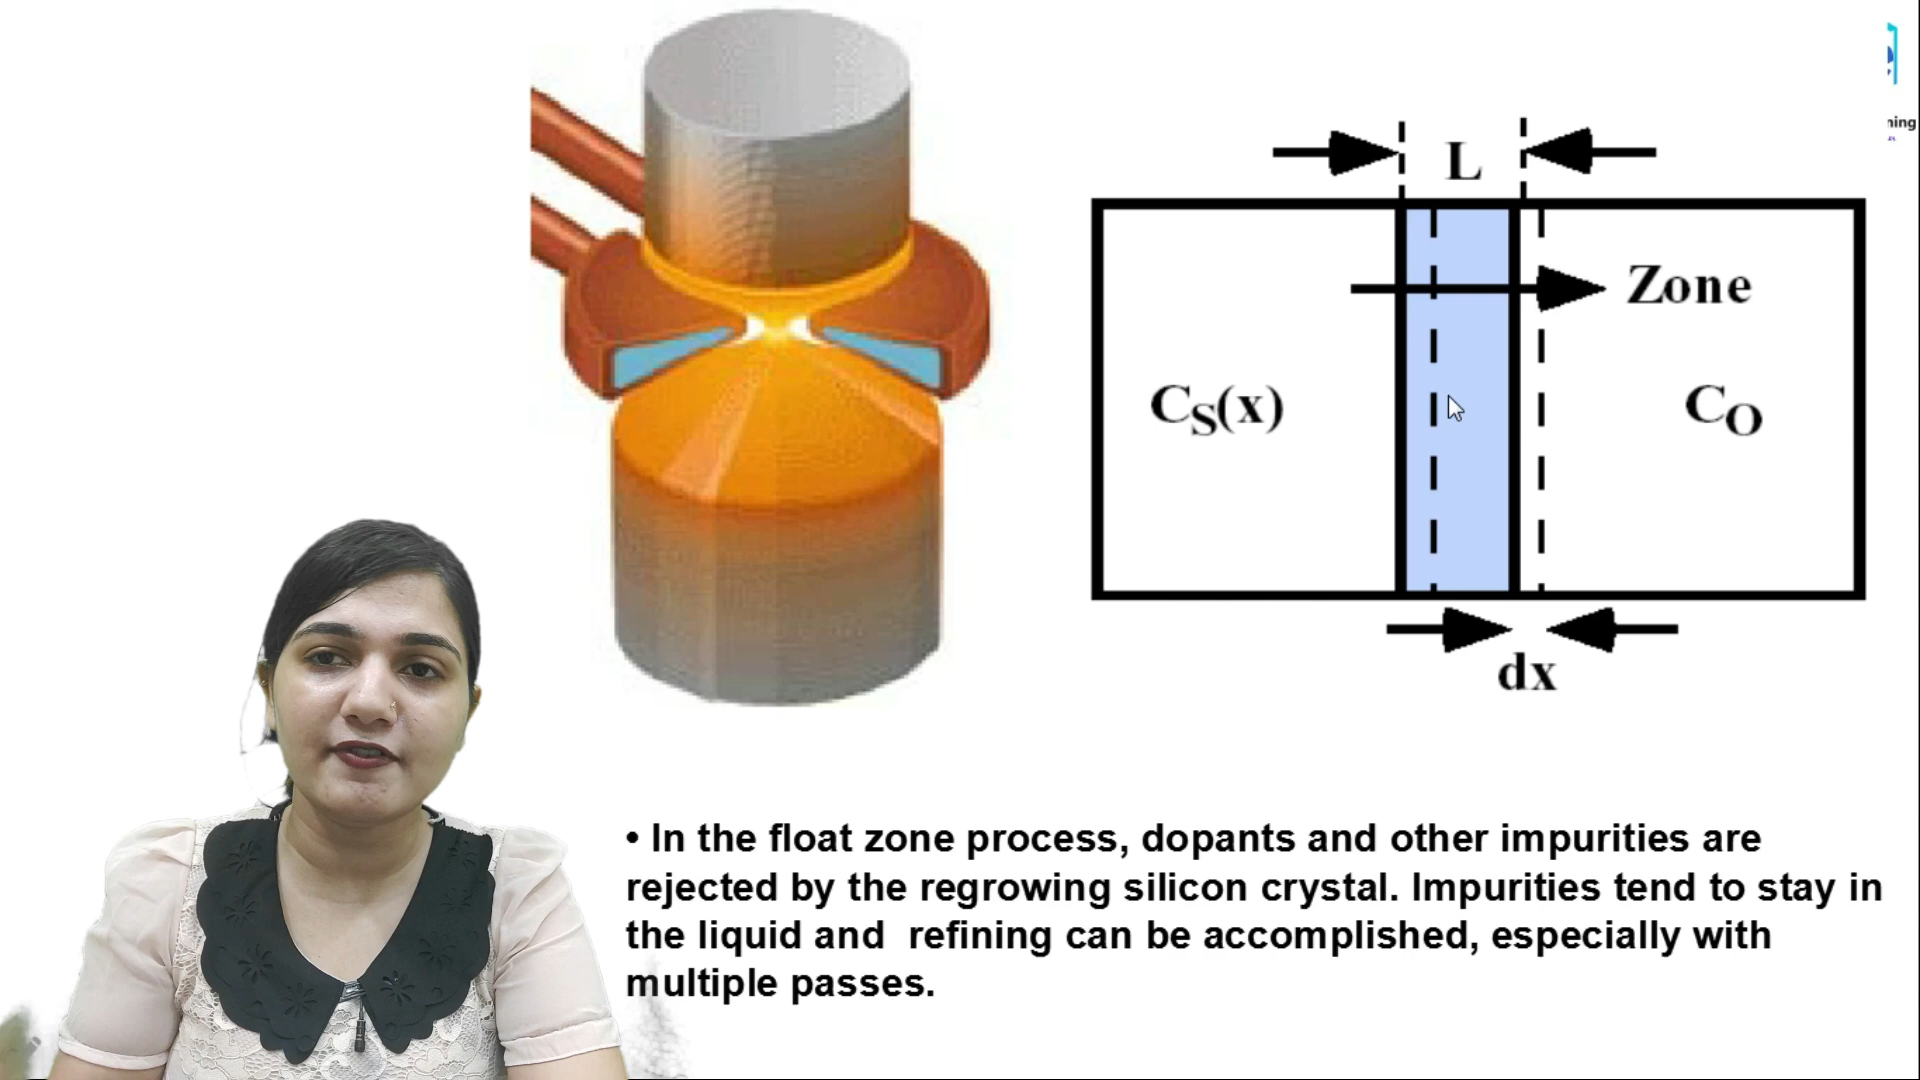 L
Zone
Cs(x)
Co
dx
• In the float zone process, dopants and other impurities are
rejected by the regrowing silicon crystal. Impurities tend to stay in
the liquid and refining can be accomplished, especially with
multiple passes.